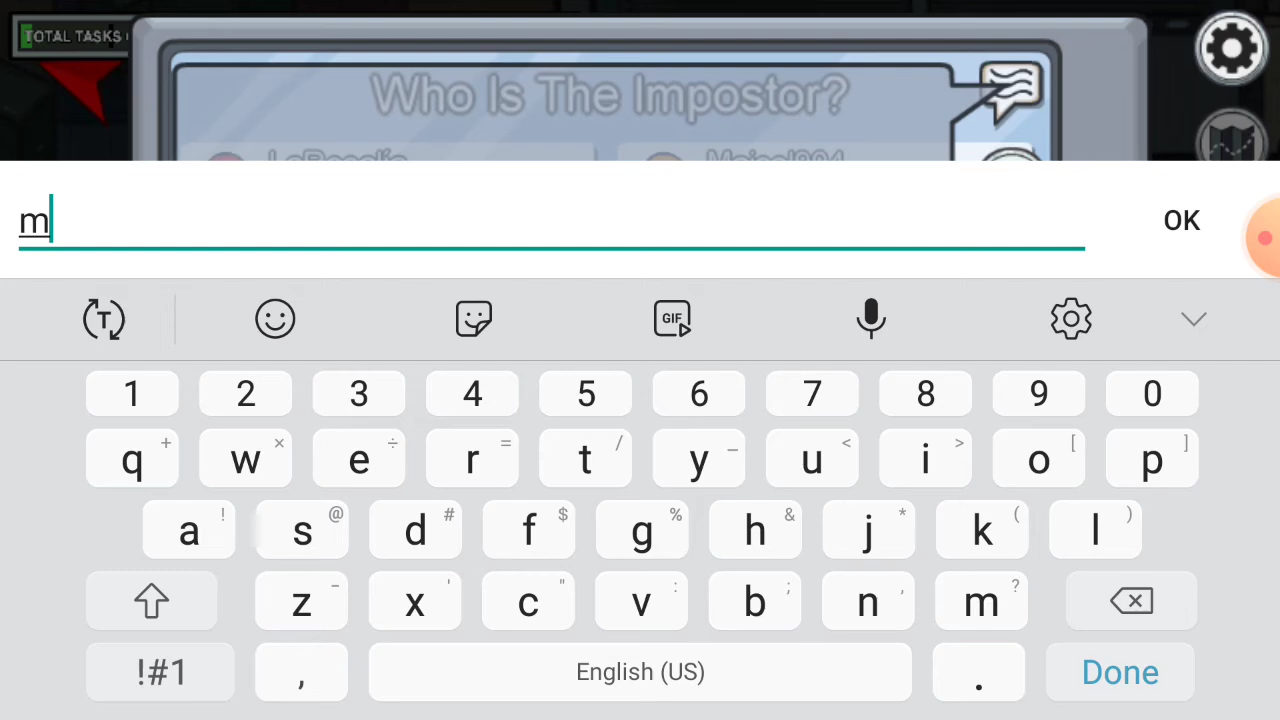 TOTAL TASKS
Who Is The Impostor?
m
OK
GIF
1 2 3 4 5 6 7 8 9 0
q + w × e ÷ r = t / y _ u < i > o [ p ]
a ! s @ d # f $ g % h & j * k ( l )
z - x ' c " v : b ; n , m ?
!#1 , English (US) . Done